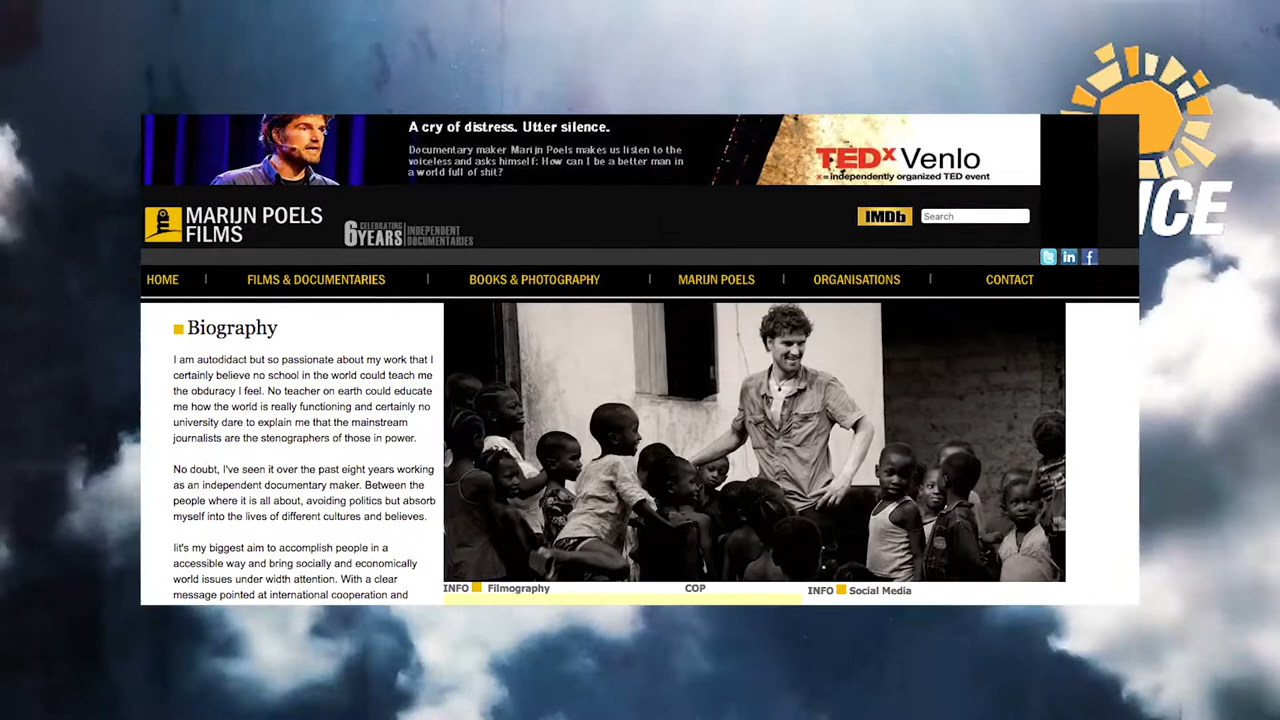 A cry of distress. Utter silence.
Documentary maker Marijn Poels makes us listen to the
voiceless and asks himself: How can I be a better man in
a world full of shit?
TEDx Venlo
x = independently organized TED event
MARIJN POELS
FILMS
6 YEARS
CELEBRATING
INDEPENDENT
DOCUMENTARIES
IMDb
Search
HOME
FILMS & DOCUMENTARIES
BOOKS & PHOTOGRAPHY
MARIJN POELS
ORGANISATIONS
CONTACT
Biography
I am autodidact but so passionate about my work that I
certainly believe no school in the world could teach me
the obduracy I feel. No teacher on earth could educate
me how the world is really functioning and certainly no
university dare to explain me that the mainstream
journalists are the stenographers of those in power.
No doubt, I've seen it over the past eight years working
as an independent documentary maker. Between the
people where it is all about, avoiding politics but absorb
myself into the lives of different cultures and believes.
Iit's my biggest aim to accomplish people in a
accessible way and bring socially and economically
world issues under width attention. With a clear
message pointed at international cooperation and
INFO Filmography
COP
INFO Social Media